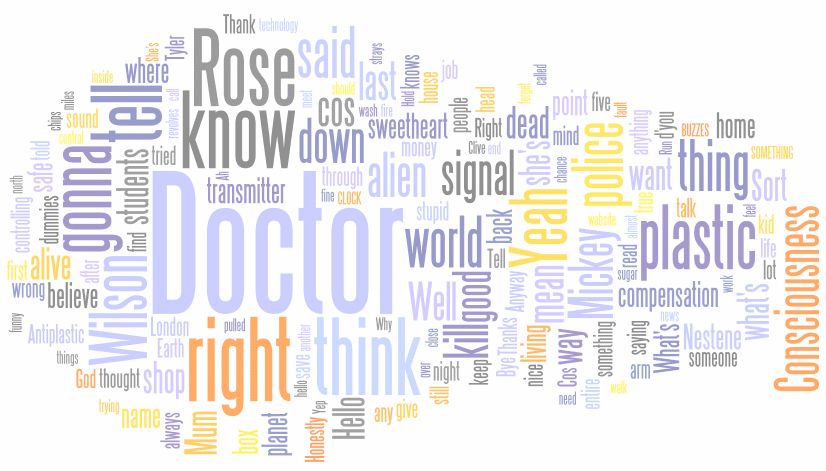 Thank
technology
she's
Tyler
where
inside
Rose
said
last
strays
Hold
knows
house
job
should
called
miles
chips
sound
control
tell
revolves
call
know
meet
cos
wash
fire
down
sweetheart
people
head
forget
point
five
fault
Right
dead
mind
money
Clive
end
anything
Run
d'you
BUZZES
home
SOMETHING
told
safe
north
controlling
dummies
gonna
students
tried
find
Ah
transmitter
through
fine
CLOCK
alien
signal
she's
chance
police
want
thing
Sort
true
talk
feel
kid
life
lot
website
almost
stupid
Doctor
world
back
Tell
Yeah
plastic
read
sugar
Mickey
mean
first
alive
after
wrong
believe
Wilson
Well
good
kill
Anyway
compensation
work
What's
news
Consciousness
funny
Antiplastic
things
London
Earth
pulled
right
another
save
hello
think
Why
close
over
night
keep
Bye
Thanks
nice
living
Cos
way
something
saying
arm
What's
Nestene
someone
God
thought
shop
trying
name
always
Mum
box
planet
Honestly
Yep
Hello
any
give
still
need
entire
walk